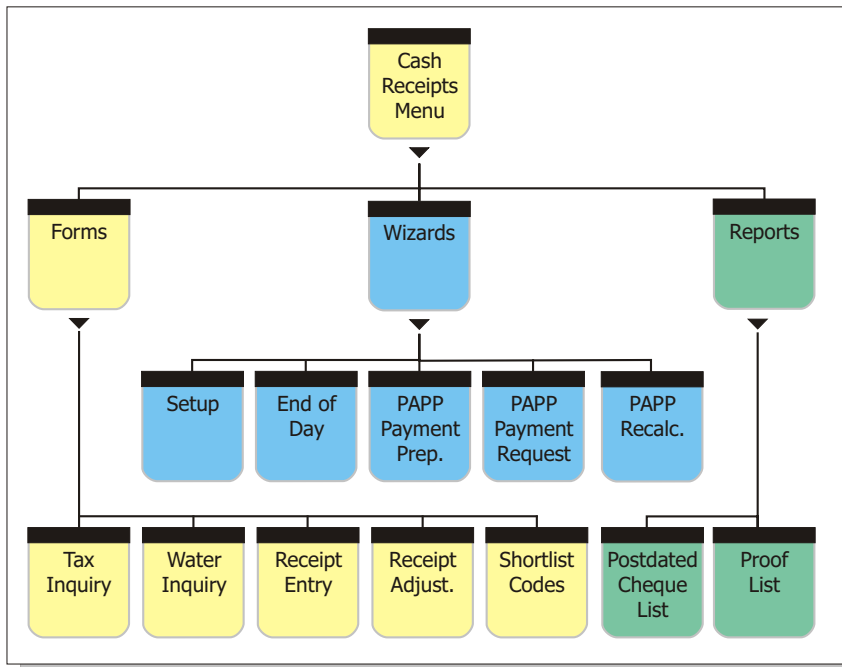 Cash
Receipts
Menu
Forms
Wizards
Reports
Setup
End of
Day
PAPP
Payment
Prep.
PAPP
Payment
Request
PAPP
Recalc.
Tax
Inquiry
Water
Inquiry
Receipt
Entry
Receipt
Adjust.
Shortlist
Codes
Postdated
Cheque
List
Proof
List